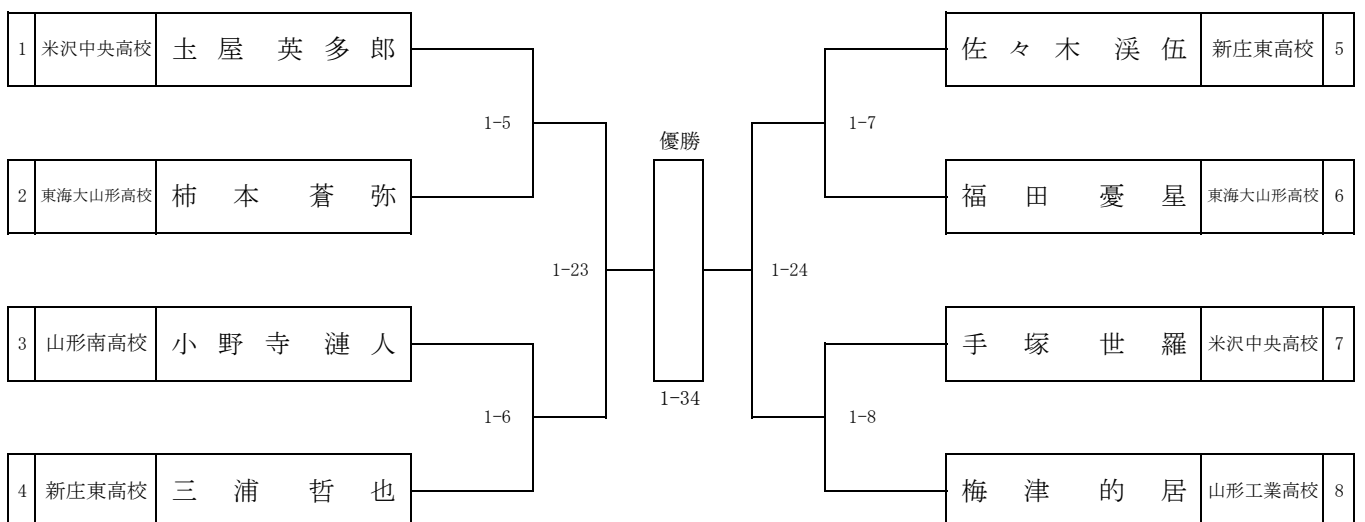 1 米沢中央高校 圡屋 英多郎
1-5
2 東海大山形高校 柿本 蒼弥
1-23
3 山形南高校 小野寺 漣人
1-6
4 新庄東高校 三浦 哲也
優勝
1-34
佐々木 渓伍 新庄東高校 5
1-7
福田 憂星 東海大山形高校 6
1-24
手塚 世羅 米沢中央高校 7
1-8
梅津 的居 山形工業高校 8